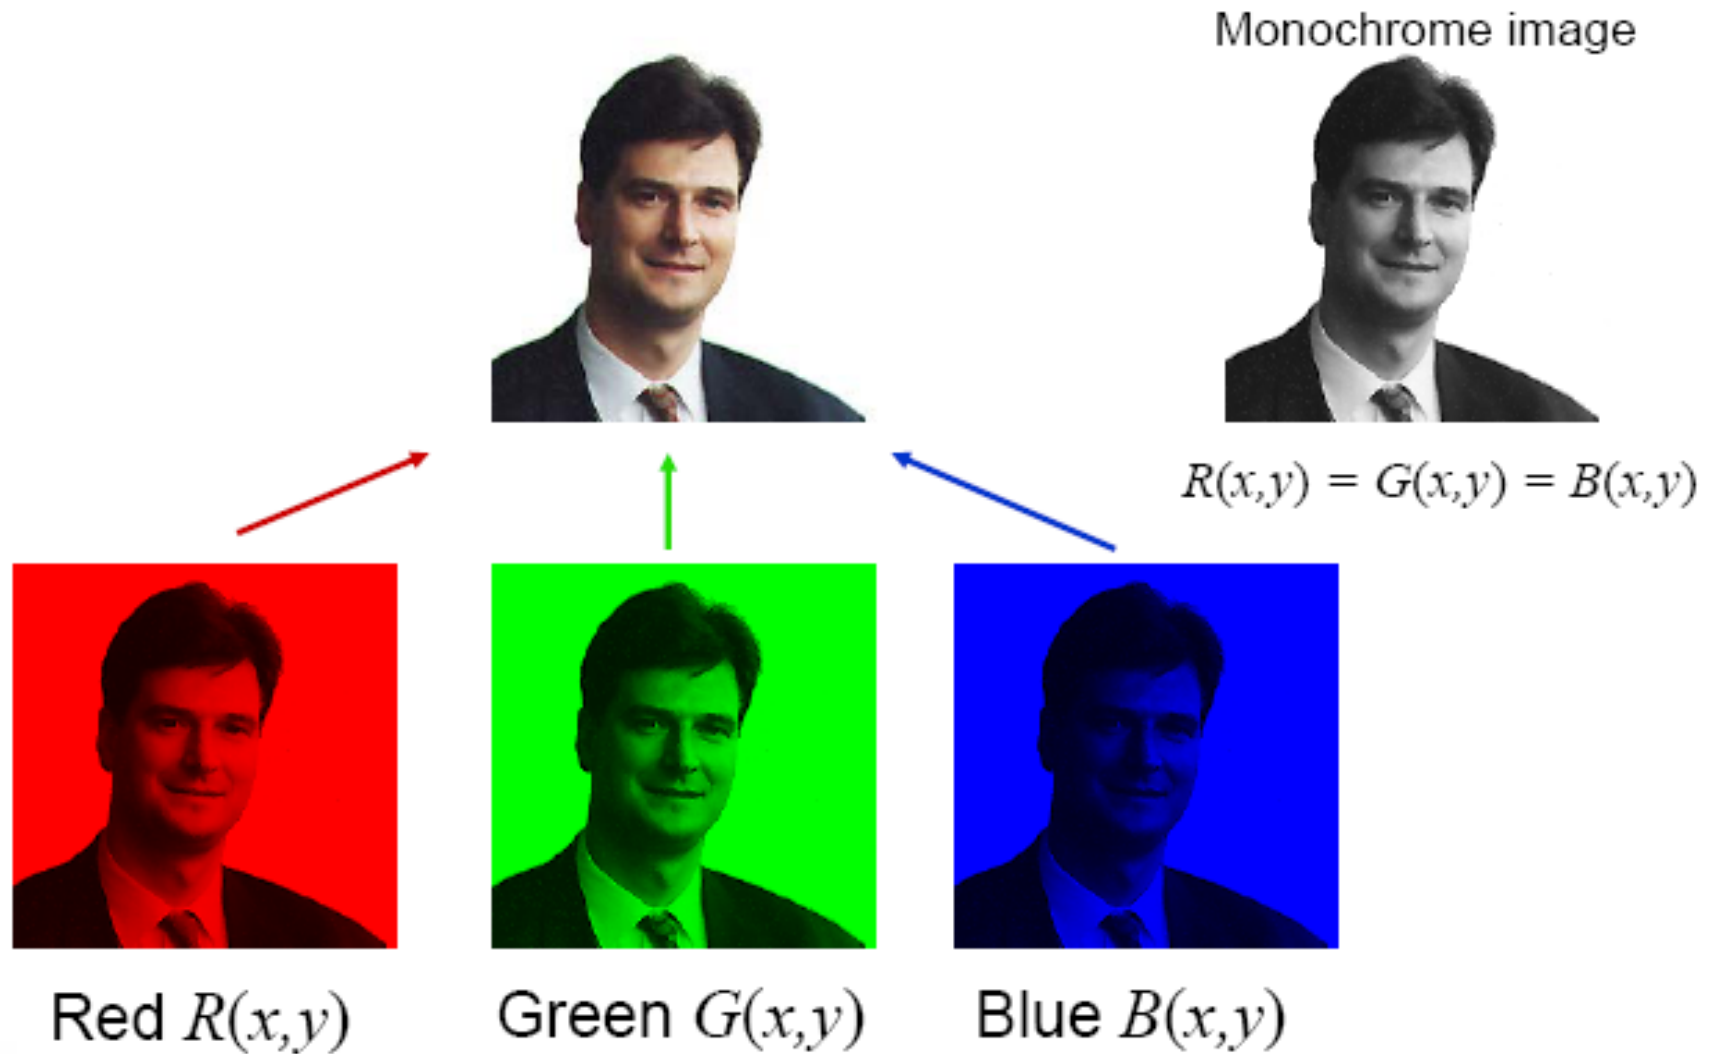 Monochrome image
R(x,y) = G(x,y) = B(x,y)
Red R(x,y)
Green G(x,y)
Blue B(x,y)